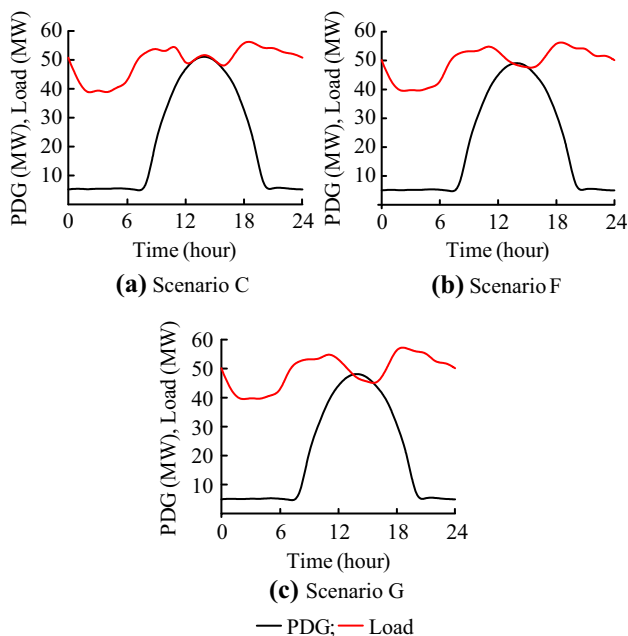 PDG (MW), Load (MW)
60
50
40
30
20
10
0 6 12 18 24
Time (hour)
(a) Scenario C
PDG (MW), Load (MW)
60
50
40
30
20
10
0 6 12 18 24
Time (hour)
(b) Scenario F
PDG (MW), Load (MW)
60
50
40
30
20
10
0 6 12 18 24
Time (hour)
(c) Scenario G
PDG; Load